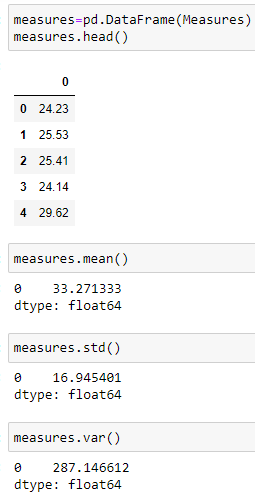 measures=pd.DataFrame(Measures)
measures.head()
0
0 24.23
1 25.53
2 25.41
3 24.14
4 29.62
measures.mean()
0    33.271333
dtype: float64
measures.std()
0    16.945401
dtype: float64
measures.var()
0    287.146612
dtype: float64